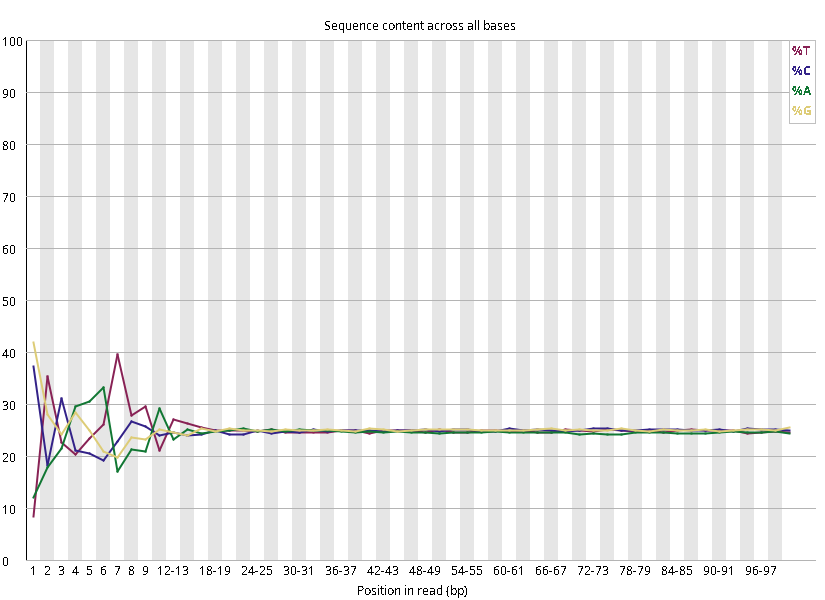 Sequence content across all bases
100
90
80
70
60
50
40
30
20
10
0
%T
%C
%A
%G
1 2 3 4 5 6 7 8 9 12-13 18-19 24-25 30-31 36-37 42-43 48-49 54-55 60-61 66-67 72-73 78-79 84-85 90-91 96-97
Position in read (bp)